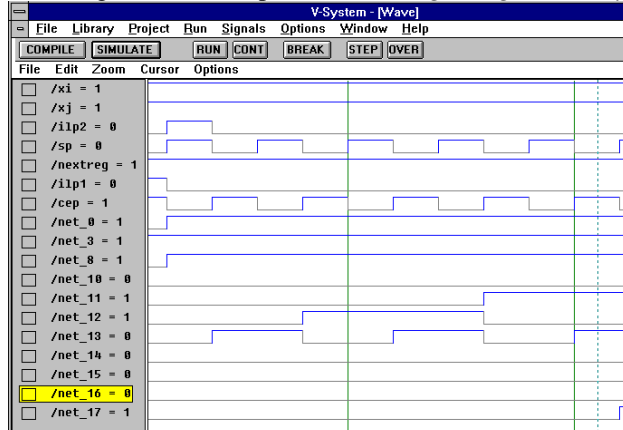 V-System - [Wave]
File Library Project Run Signals Options Window Help
COMPILE SIMULATE RUN CONT BREAK STEP OVER
File Edit Zoom Cursor Options
/xi = 1
/xj = 1
/ilp2 = 0
/sp = 0
/nextreg = 1
/ilp1 = 0
/cep = 1
/net_0 = 1
/net_3 = 1
/net_8 = 1
/net_10 = 0
/net_11 = 1
/net_12 = 1
/net_13 = 0
/net_14 = 0
/net_15 = 0
/net_16 = 0
/net_17 = 1